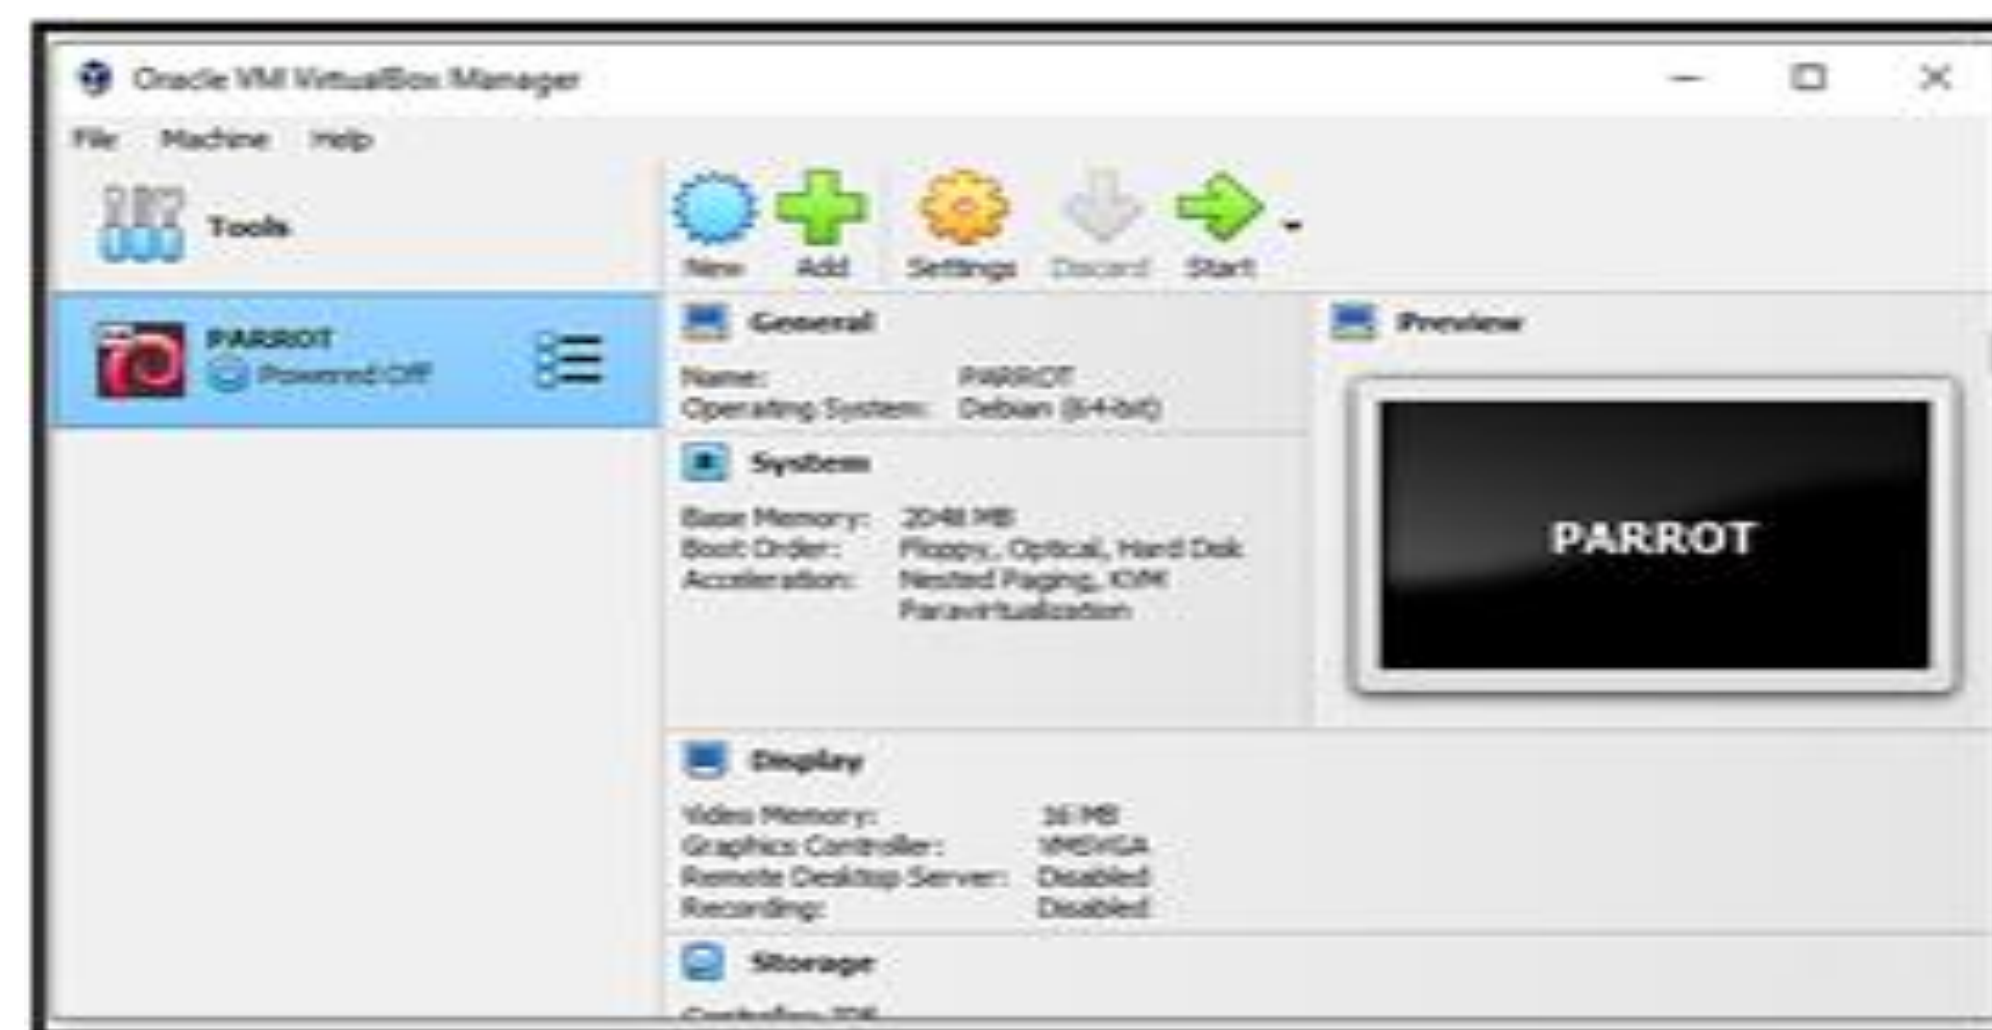 Oracle VM VirtualBox Manager
File Machine Help
Tools
New Add Settings Discard Start
PARROT
Powered Off
General
Name: PARROT
Operating System: Debian (64-bit)
System
Base Memory: 2048 MB
Boot Order: Floppy, Optical, Hard Disk
Acceleration: Nested Paging, KVM
Paravirtualization
Preview
PARROT
Display
Video Memory: 16 MB
Graphics Controller: VMSVGA
Remote Desktop Server: Disabled
Recording: Disabled
Storage
Controller: IDE